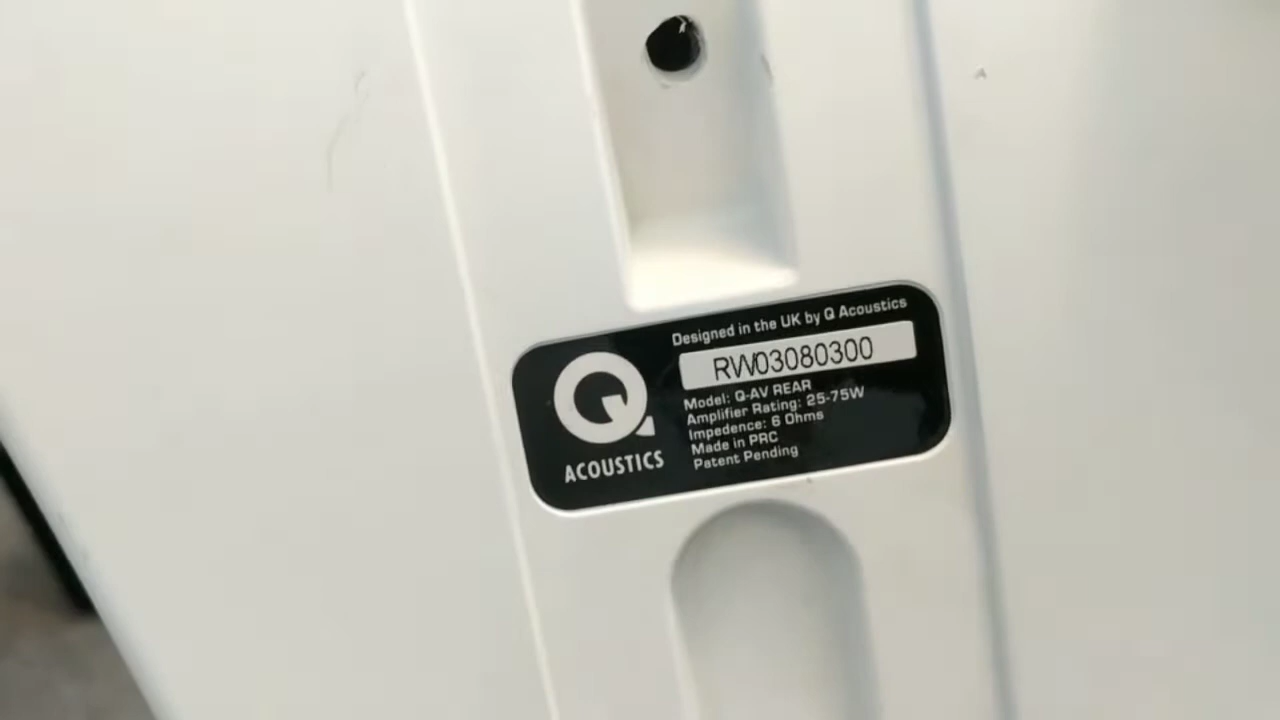 Designed in the UK by Q Acoustics
RW03080300
Model: Q-AV REAR
Amplifier Rating: 25-75W
Impedence: 6 Ohms
Made in PRC
Patent Pending
Q
ACOUSTICS